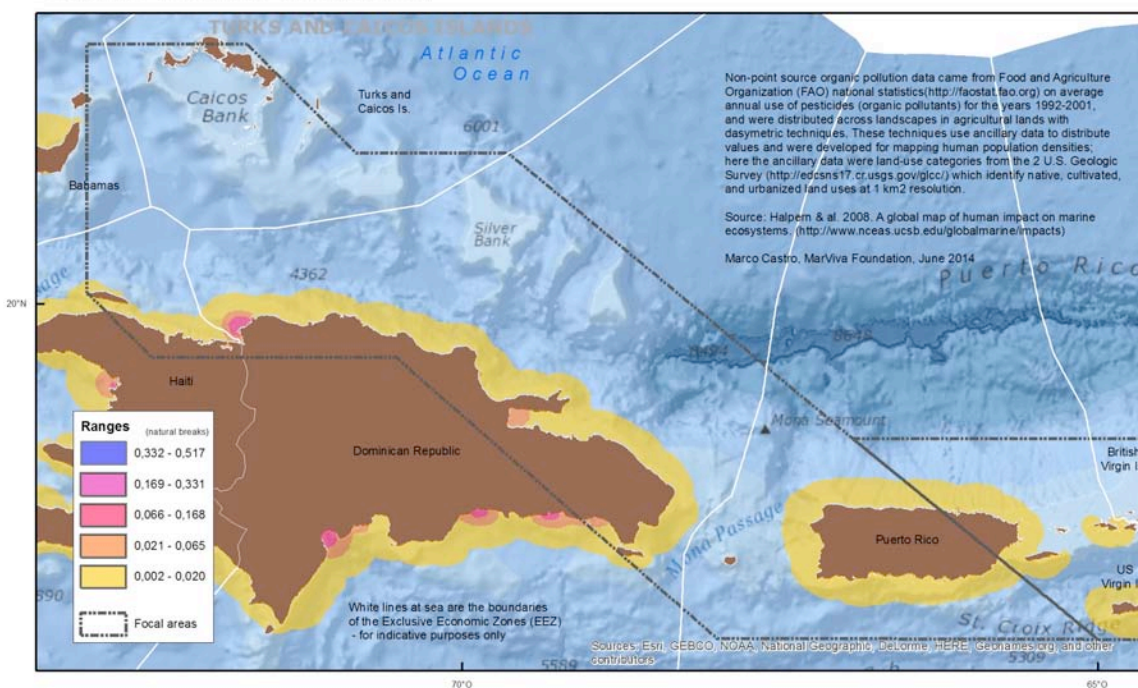 TURKS AND CAICOS ISLANDS
Atlantic
Ocean
Caicos
Bank
Turks and
Caicos Is.
6001
Bahamas
Silver
Bank
Non-point source organic pollution data came from Food and Agriculture
Organization (FAO) national statistics(http://faostat.fao.org) on average
annual use of pesticides (organic pollutants) for the years 1992-2001,
and were distributed across landscapes in agricultural lands with
dasymetric techniques. These techniques use ancillary data to distribute
values and were developed for mapping human population densities;
here the ancillary data were land-use categories from the 2 U.S. Geologic
Survey (http://edcsns17.cr.usgs.gov/glcc/) which identify native, cultivated,
and urbanized land uses at 1 km2 resolution.
Source: Halpern & al. 2008. A global map of human impact on marine
ecosystems. (http://www.nceas.ucsb.edu/globalmarine/impacts)
Marco Castro, MarViva Foundation, June 2014
Passage
4362
Puerto Rico
20°N
8494
Haiti
Mona Seamount
Dominican Republic
British
Virgin I
Ranges (natural breaks)
0,332 - 0,517
0,169 - 0,331
0,066 - 0,168
0,021 - 0,065
0,002 - 0,020
Focal areas
Mona Passage
Puerto Rico
US
Virgin I
890
White lines at sea are the boundaries
of the Exclusive Economic Zones (EEZ)
- for indicative purposes only
St. Croix Ridge
Sources: Esri, GEBCO, NOAA, National Geographic, DeLorme, HERE, Geonames.org, and other
contributors
5589
5309
70°O
65°O